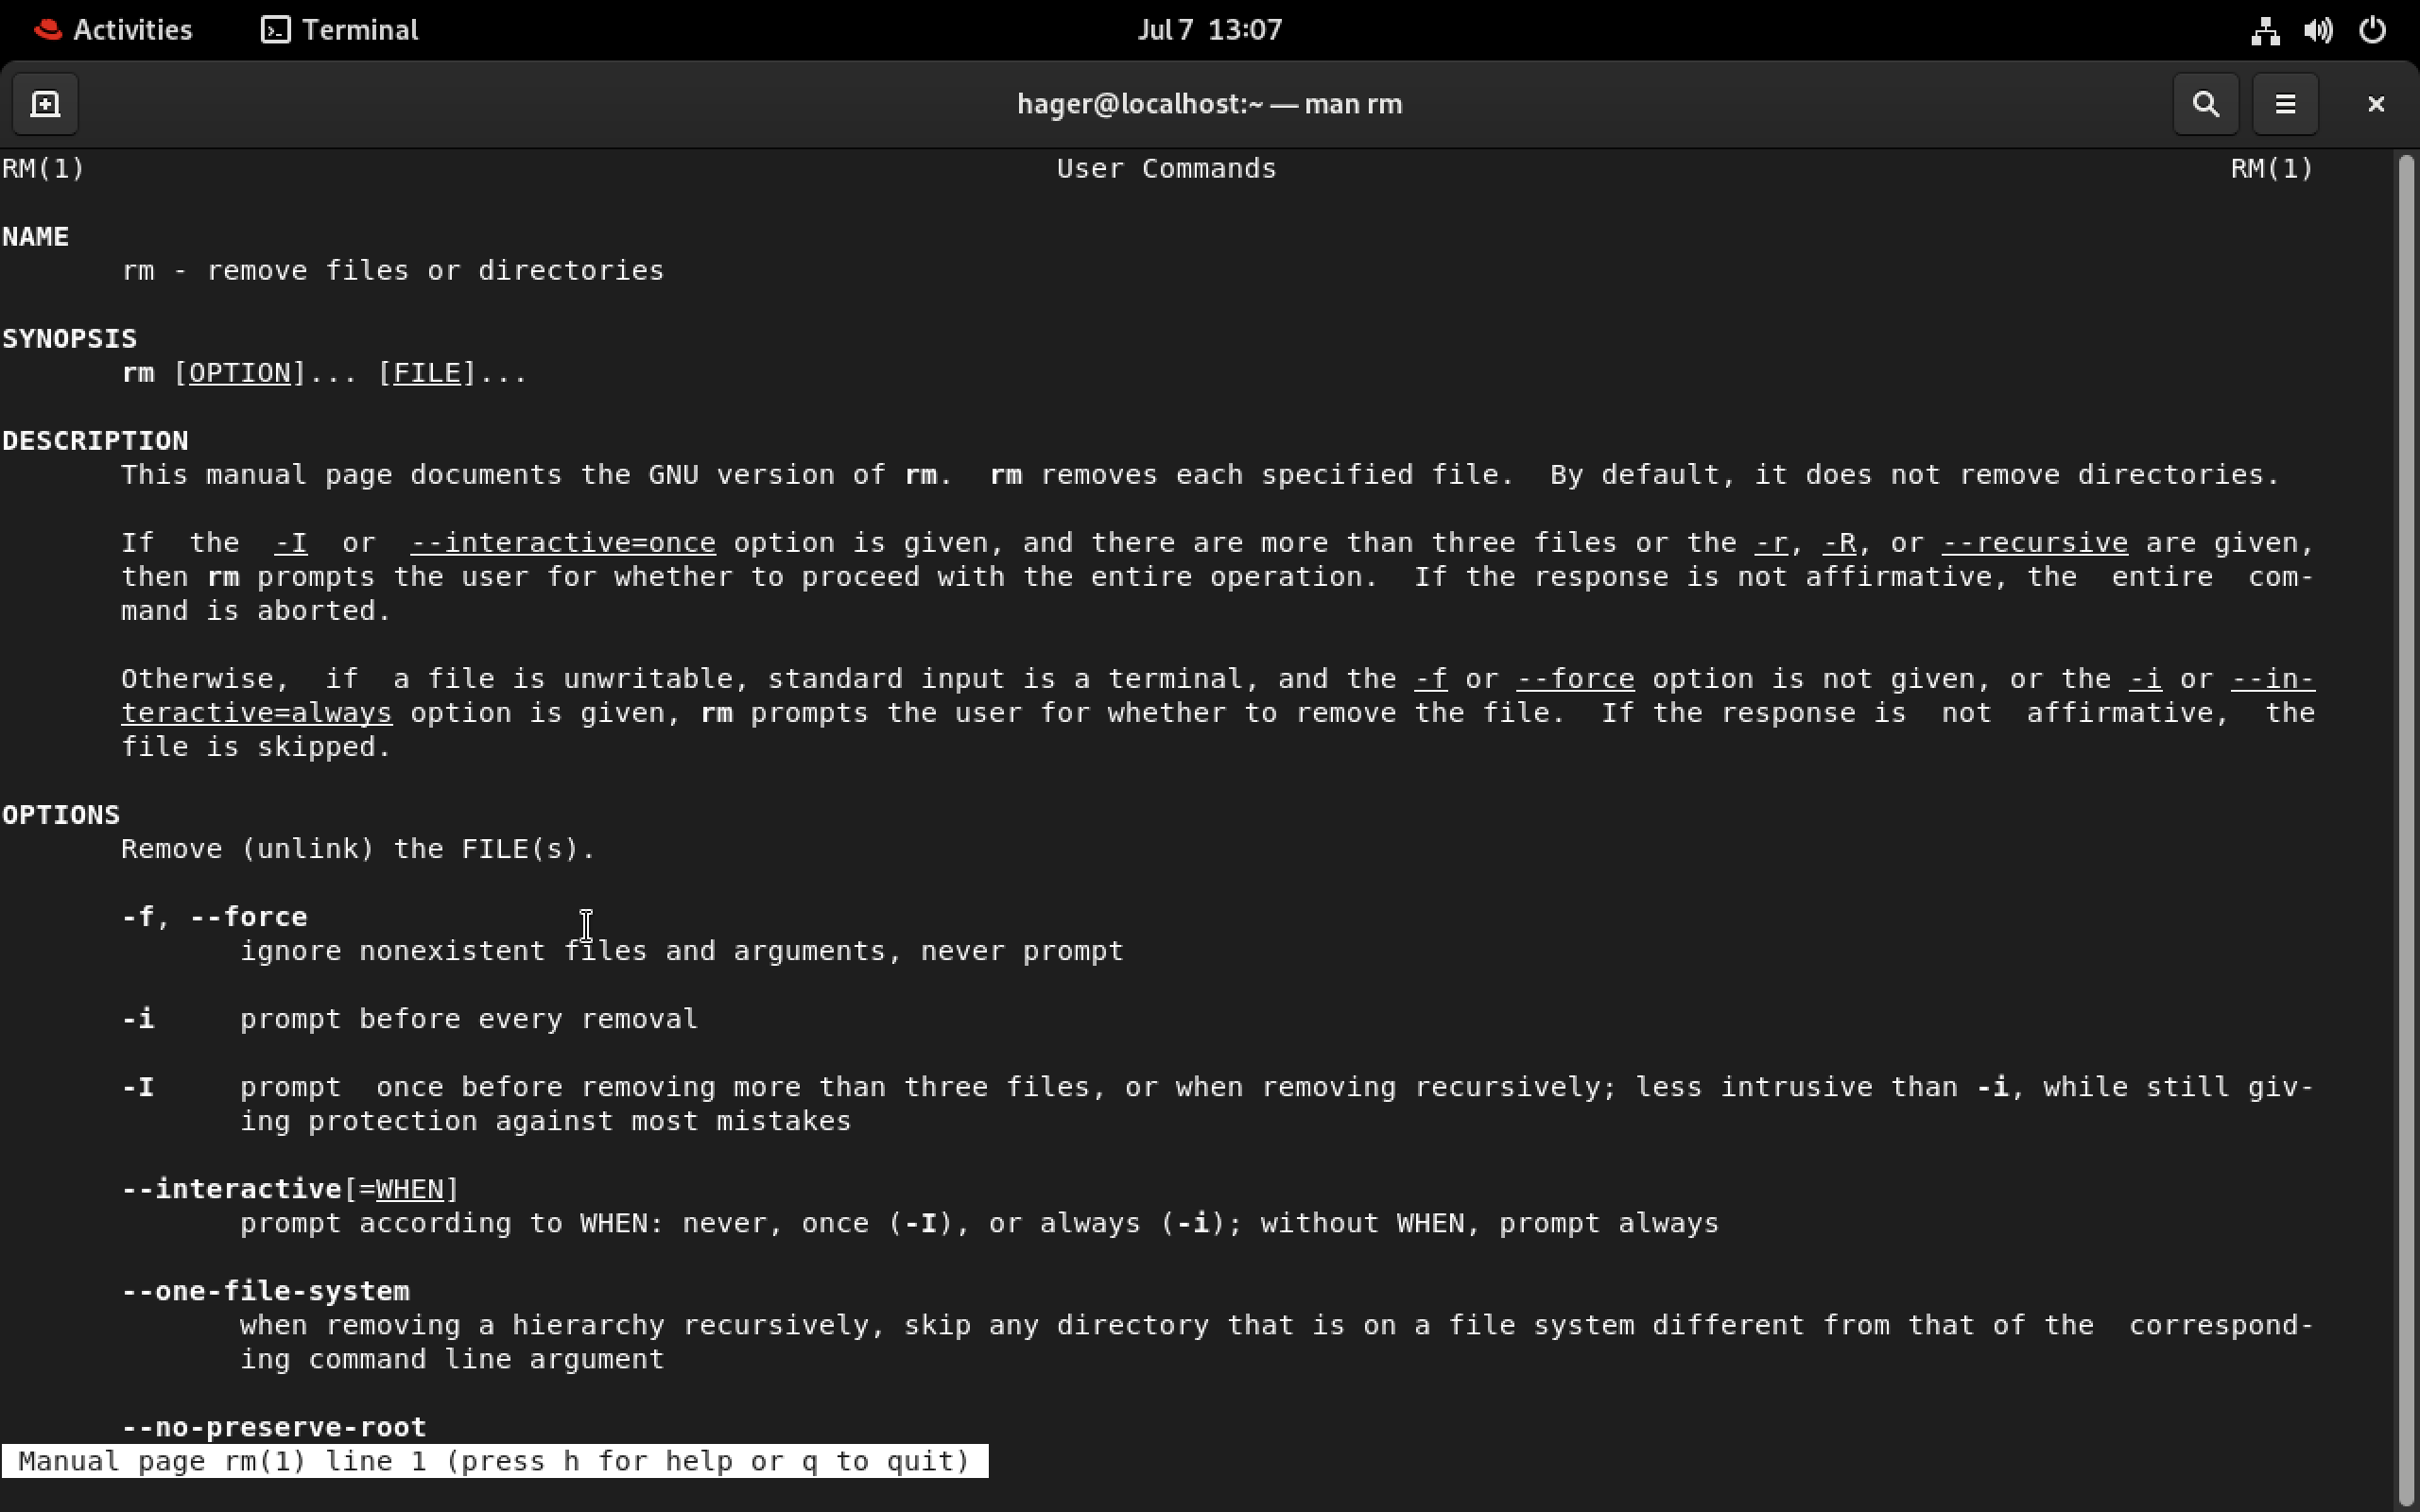 Activities Terminal Jul 7 13:07
hager@localhost:~ — man rm
RM(1) User Commands RM(1)
NAME
rm - remove files or directories
SYNOPSIS
rm [OPTION]... [FILE]...
DESCRIPTION
This manual page documents the GNU version of rm.  rm removes each specified file.  By default, it does not remove directories.
If  the  -I  or  --interactive=once option is given, and there are more than three files or the -r, -R, or --recursive are given,
then rm prompts the user for whether to proceed with the entire operation.  If the response is not affirmative, the  entire  com-
mand is aborted.
Otherwise,  if  a file is unwritable, standard input is a terminal, and the -f or --force option is not given, or the -i or --in-
teractive=always option is given, rm prompts the user for whether to remove the file.  If the response is  not  affirmative,  the
file is skipped.
OPTIONS
Remove (unlink) the FILE(s).
-f, --force
ignore nonexistent files and arguments, never prompt
-i     prompt before every removal
-I     prompt  once before removing more than three files, or when removing recursively; less intrusive than -i, while still giv-
ing protection against most mistakes
--interactive[=WHEN]
prompt according to WHEN: never, once (-I), or always (-i); without WHEN, prompt always
--one-file-system
when removing a hierarchy recursively, skip any directory that is on a file system different from that of the  correspond-
ing command line argument
--no-preserve-root
Manual page rm(1) line 1 (press h for help or q to quit)